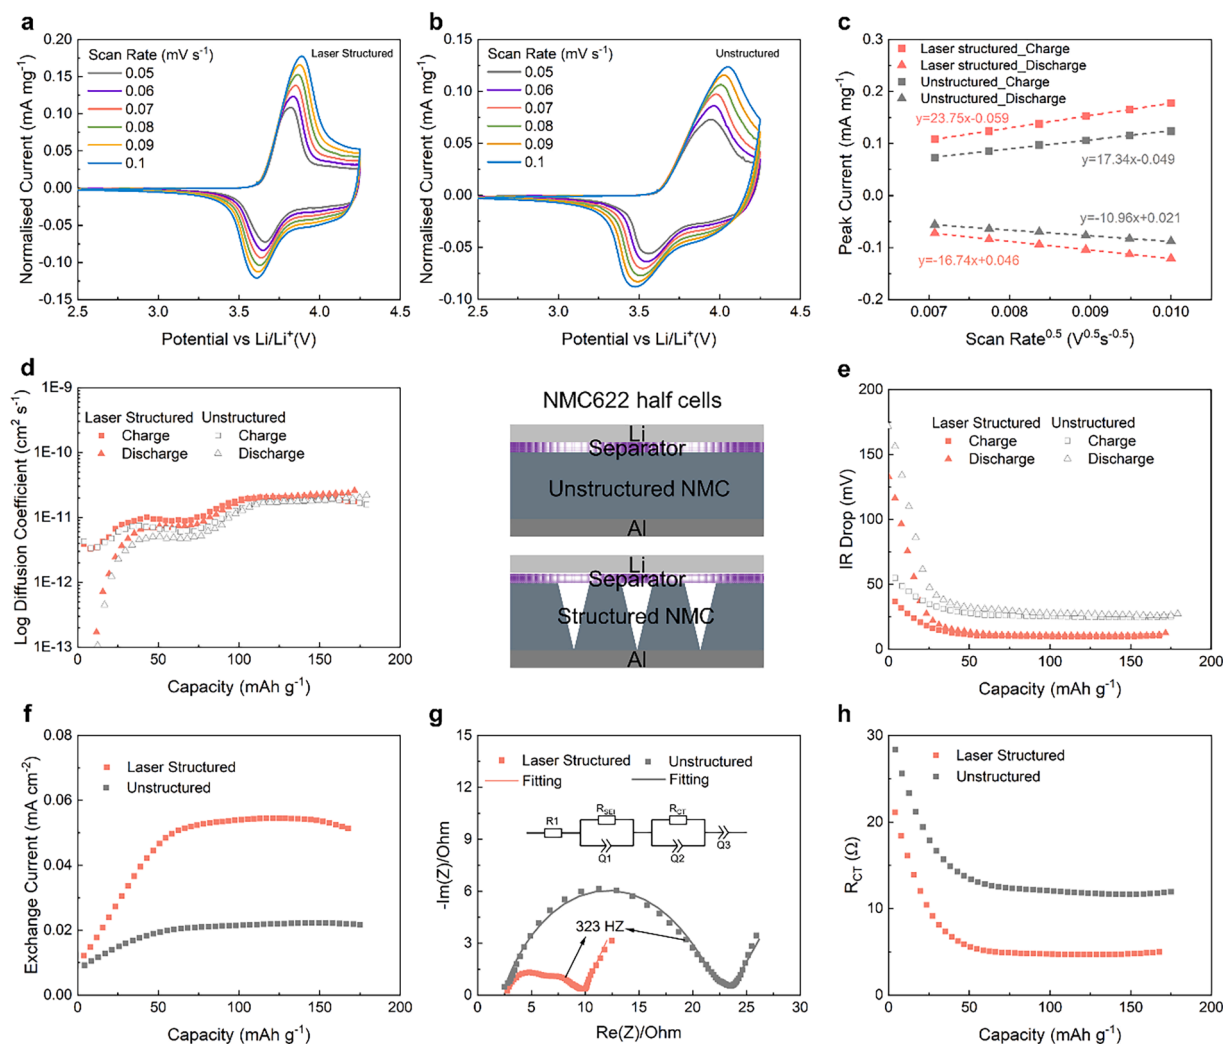 a
Normalised Current (mA mg⁻¹)
0.20
0.15
0.10
0.05
0.00
-0.05
-0.10
-0.15
Scan Rate (mV s⁻¹)
Laser Structured
0.05
0.06
0.07
0.08
0.09
0.1
2.5 3.0 3.5 4.0 4.5
Potential vs Li/Li⁺(V)
b
Normalised Current (mA mg⁻¹)
0.15
0.10
0.05
0.00
-0.05
-0.10
Scan Rate (mV s⁻¹)
Unstructured
0.05
0.06
0.07
0.08
0.09
0.1
2.5 3.0 3.5 4.0 4.5
Potential vs Li/Li⁺(V)
c
Peak Current (mA mg⁻¹)
0.3
0.2
0.1
0.0
-0.1
-0.2
Laser structured_Charge
Laser structured_Discharge
Unstructured_Charge
Unstructured_Discharge
y=23.75x-0.059
y=17.34x-0.049
y=-10.96x+0.021
y=-16.74x+0.046
0.007 0.008 0.009 0.010
Scan Rate⁰·⁵ (V⁰·⁵s⁻⁰·⁵)
d
Log Diffusion Coefficient (cm² s⁻¹)
1E-9
1E-10
1E-11
1E-12
1E-13
Laser Structured Unstructured
Charge Charge
Discharge Discharge
0 50 100 150 200
Capacity (mAh g⁻¹)
NMC622 half cells
Li
Separator
Unstructured NMC
Al
Li
Separator
Structured NMC
Al
e
IR Drop (mV)
200
150
100
50
0
Laser Structured Unstructured
Charge Charge
Discharge Discharge
0 50 100 150 200
Capacity (mAh g⁻¹)
f
Exchange Current (mA cm⁻²)
0.08
0.06
0.04
0.02
0.00
Laser Structured
Unstructured
0 50 100 150 200
Capacity (mAh g⁻¹)
g
-Im(Z)/Ohm
15
12
9
6
3
0
Laser Structured Unstructured
Fitting Fitting
R1 R_SEI R_CT
Q1 Q2 Q3
323 HZ
0 5 10 15 20 25 30
Re(Z)/Ohm
h
R_CT (Ω)
30
20
10
0
Laser Structured
Unstructured
0 50 100 150 200
Capacity (mAh g⁻¹)